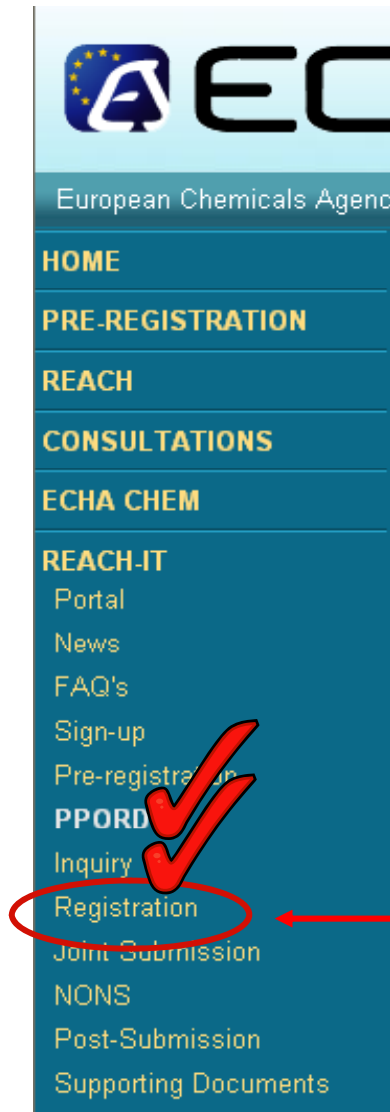 EC
European Chemicals Agenc
HOME
PRE-REGISTRATION
REACH
CONSULTATIONS
ECHA CHEM
REACH-IT
Portal
News
FAQ's
Sign-up
Pre-registration
PPORD
Inquiry
Registration
Joint Submission
NONS
Post-Submission
Supporting Documents